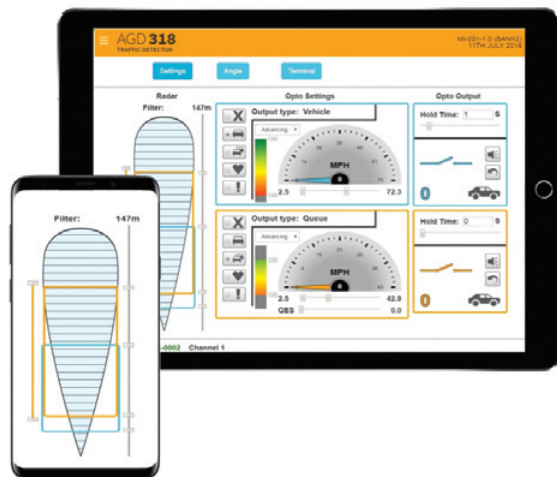 AGD 318
TRAFFIC DETECTOR
MI-201-1.0 (BANK2)
11TH JULY 2016
Settings
Angle
Terminal
Radar
Filter:
147m
Opto Settings
Output type: Vehicle
Advancing
MPH
2.5
72.3
Opto Output
Hold Time: 1 S
0
Output type: Queue
Advancing
MPH
2.5
42.9
QES
0.0
Hold Time: 0 S
0
-0002 Channel 1
Filter:
147m